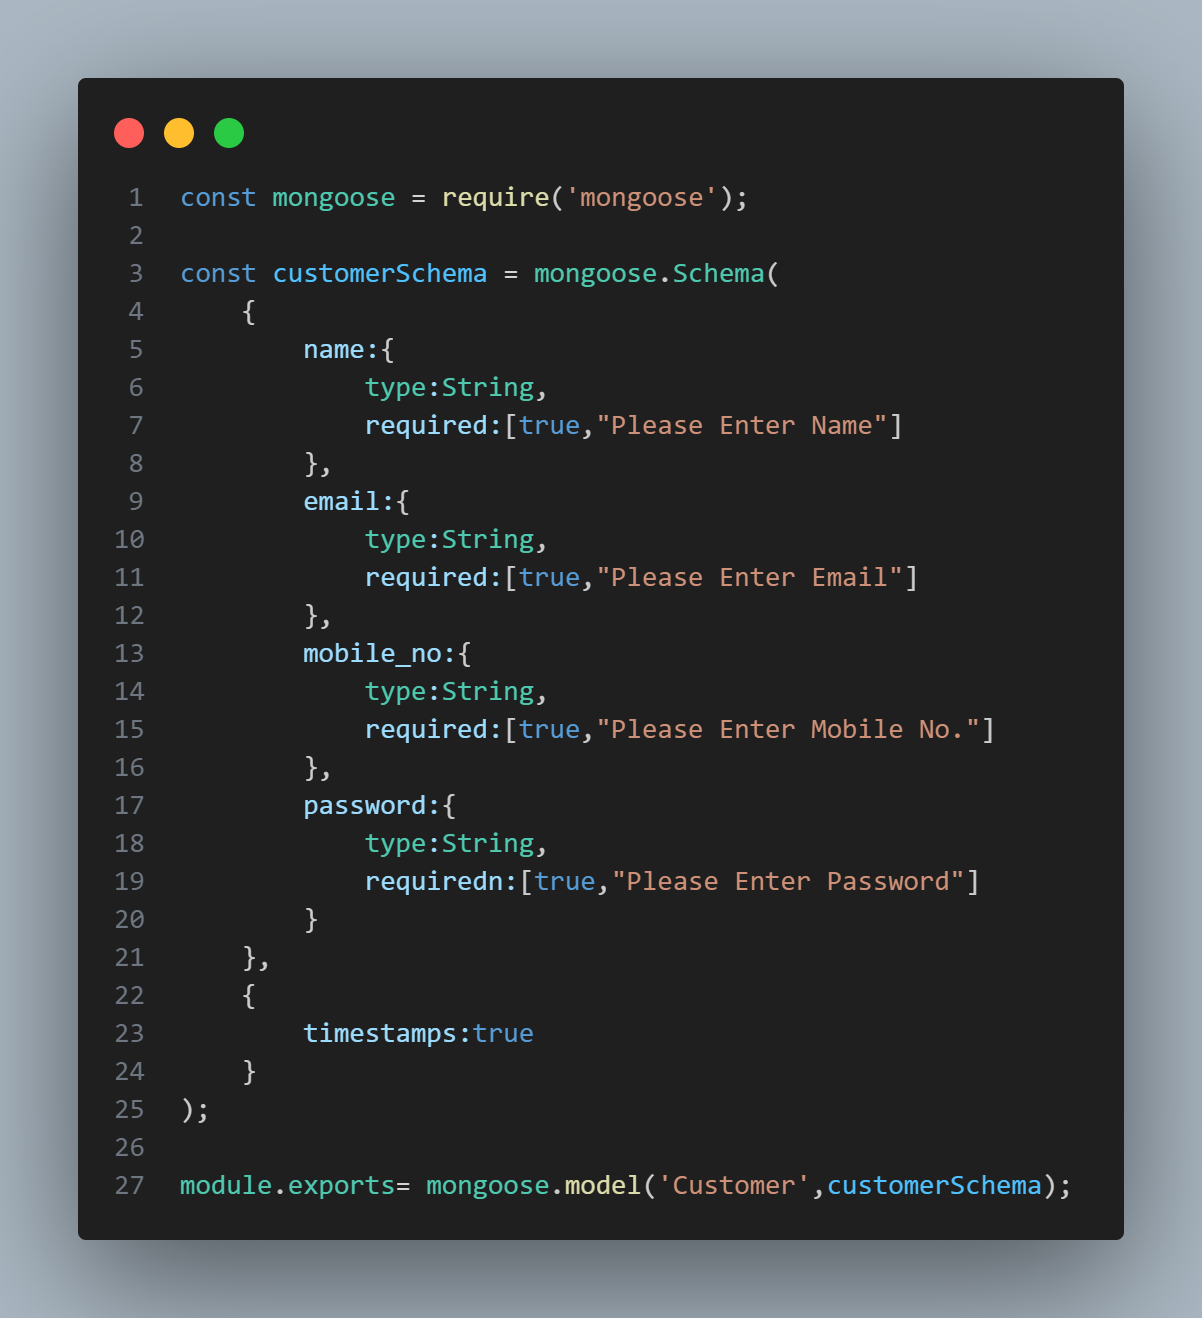 1 const mongoose = require('mongoose');
2
3 const customerSchema = mongoose.Schema(
4     {
5         name:{
6             type:String,
7             required:[true,"Please Enter Name"]
8         },
9         email:{
10             type:String,
11             required:[true,"Please Enter Email"]
12         },
13         mobile_no:{
14             type:String,
15             required:[true,"Please Enter Mobile No."]
16         },
17         password:{
18             type:String,
19             requiredn:[true,"Please Enter Password"]
20         }
21     },
22     {
23         timestamps:true
24     }
25 );
26
27 module.exports= mongoose.model('Customer',customerSchema);